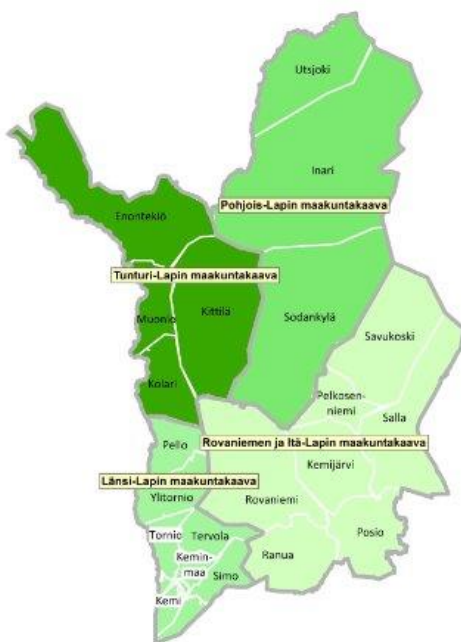 Utsjoki
Inari
Pohjois-Lapin maakuntakaava
Enontekiö
Tunturi-Lapin maakuntakaava
Muonio
Kittilä
Sodankylä
Savukoski
Kolari
Pelkosen-
niemi
Salla
Pello
Rovaniemen ja Itä-Lapin maakuntakaava
Kemijärvi
Länsi-Lapin maakuntakaava
Ylitornio
Rovaniemi
Tornio
Tervola
Posio
Kemin-
maa
Ranua
Simo
Kemi